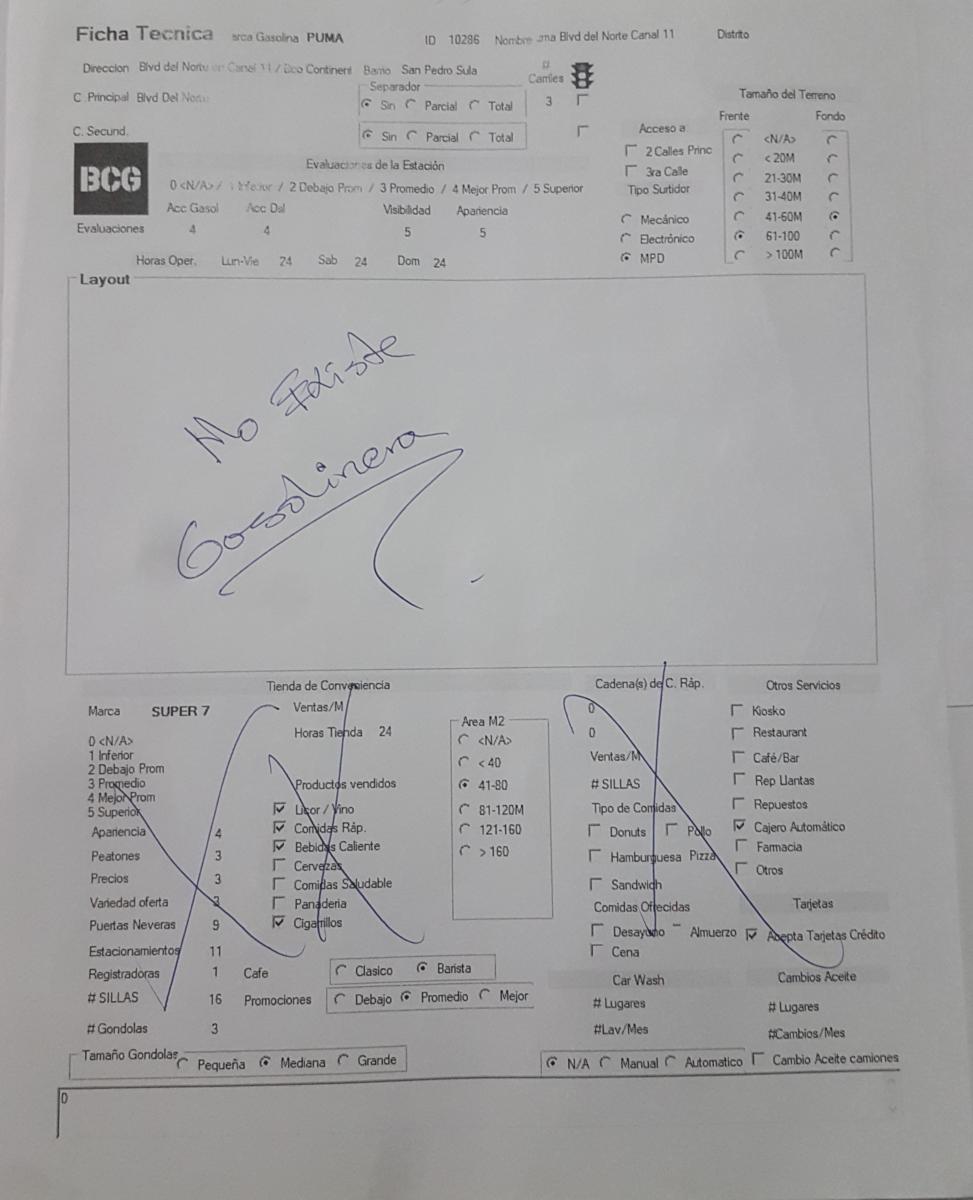 Ficha Tecnica arca Gasolina PUMA ID 10286 Nombre ona Blvd del Norte Canal 11 Distrito
Direccion Blvd del Norte en Canal 11 / Dco Continent Barrio San Pedro Sula # Carriles
C. Principal Blvd Del Norte Separador Sin Parcial Total 3
Tamaño del Terreno
C. Secund. Sin Parcial Total
Acceso a Frente Fondo
2 Calles Princ <N/A>
3ra Calle < 20M
Tipo Surtidor 21-30M
31-40M
Mecánico 41-60M
Electrónico 61-100
MPD > 100M
BCG
Evaluaciones de la Estación
0 <N/A> / 1 Inferior / 2 Debajo Prom / 3 Promedio / 4 Mejor Prom / 5 Superior
Acc Gasol Acc Dsl Visibilidad Apariencia
Evaluaciones 4 4 5 5
Horas Oper. Lun-Vie 24 Sab 24 Dom 24
Layout
No Existe
Gasolinera
Tienda de Conveniencia
Marca SUPER 7
0 <N/A>
1 Inferior
2 Debajo Prom
3 Promedio
4 Mejor Prom
5 Superior
Apariencia 4
Peatones 3
Precios 3
Variedad oferta 3
Puertas Neveras 9
Estacionamientos 11
Registradoras 1
# SILLAS 16
# Gondolas 3
Ventas/M
Horas Tienda 24
Productos vendidos
Licor / Vino
Comidas Ráp.
Bebidas Caliente
Cervezas
Comidas Saludable
Panaderia
Cigarrillos
Area M2
<N/A>
< 40
41-80
81-120M
121-160
> 160
Cafe Clasico Barista
Promociones Debajo Promedio Mejor
Tamaño Gondolas Pequeña Mediana Grande
Cadena(s) de C. Ráp.
0
0
Ventas/M
# SILLAS
Tipo de Comidas
Donuts Pollo
Hamburguesa Pizza
Sandwich
Comidas Ofrecidas
Desayuno Almuerzo
Cena
Car Wash
# Lugares
#Lav/Mes
N/A Manual Automatico
Otros Servicios
Kiosko
Restaurant
Café/Bar
Rep Llantas
Repuestos
Cajero Automático
Farmacia
Otros
Tarjetas
Acepta Tarjetas Crédito
Cambios Aceite
# Lugares
#Cambios/Mes
Cambio Aceite camiones
0